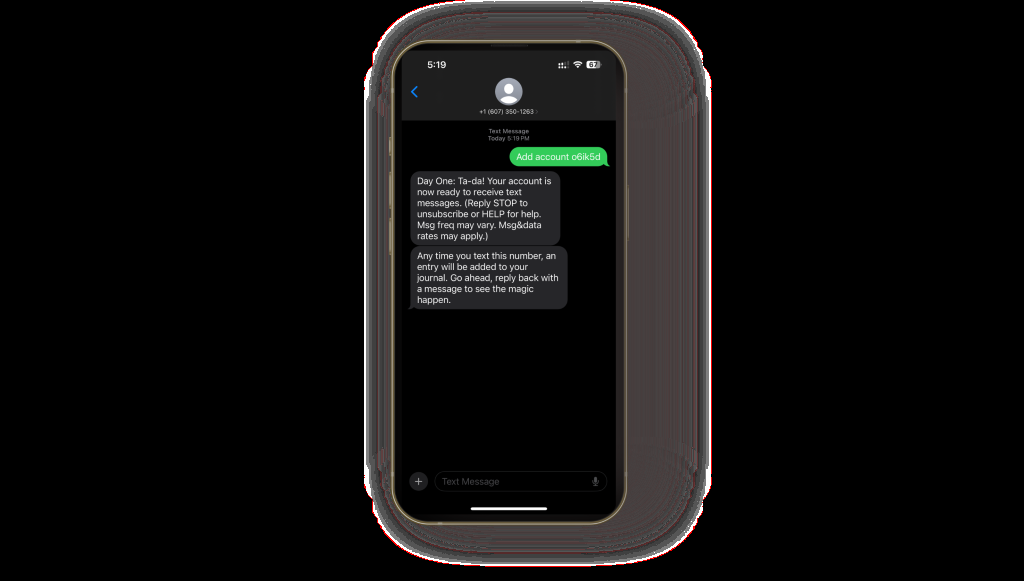 5:19
67
+1 (607) 350-1263
Text Message
Today 5:19 PM
Add account o6ik5d
Day One: Ta-da! Your account is
now ready to receive text
messages. (Reply STOP to
unsubscribe or HELP for help.
Msg freq may vary. Msg&data
rates may apply.)
Any time you text this number, an
entry will be added to your
journal. Go ahead, reply back with
a message to see the magic
happen.
Text Message